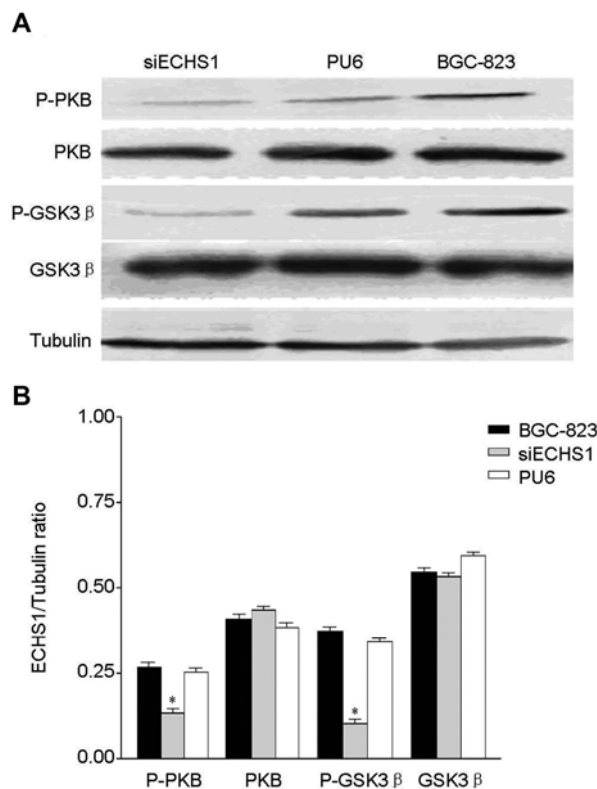 A
siECHS1 PU6 BGC-823
P-PKB
PKB
P-GSK3 β
GSK3 β
Tubulin
B
ECHS1/Tubulin ratio
1.00
0.75
0.50
0.25
0.00
BGC-823
siECHS1
PU6
* *
P-PKB PKB P-GSK3 β GSK3 β